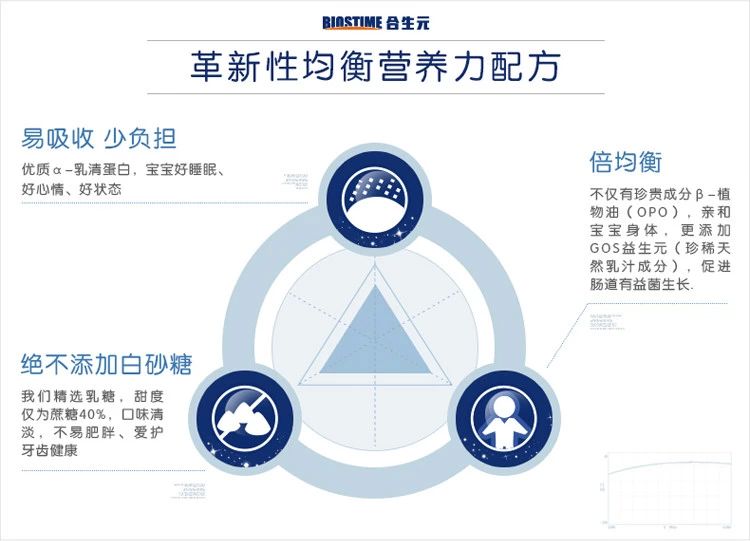 BIOSTIME 合生元
革新性均衡营养力配方
易吸收 少负担
优质α-乳清蛋白，宝宝好睡眠、
好心情、好状态
倍均衡
不仅有珍贵成分β-植
物油（OPO），亲和
宝宝身体，更添加
GOS益生元（珍稀天
然乳汁成分），促进
肠道有益菌生长.
绝不添加白砂糖
我们精选乳糖，甜度
仅为蔗糖40%，口味清
淡，不易肥胖、爱护
牙齿健康